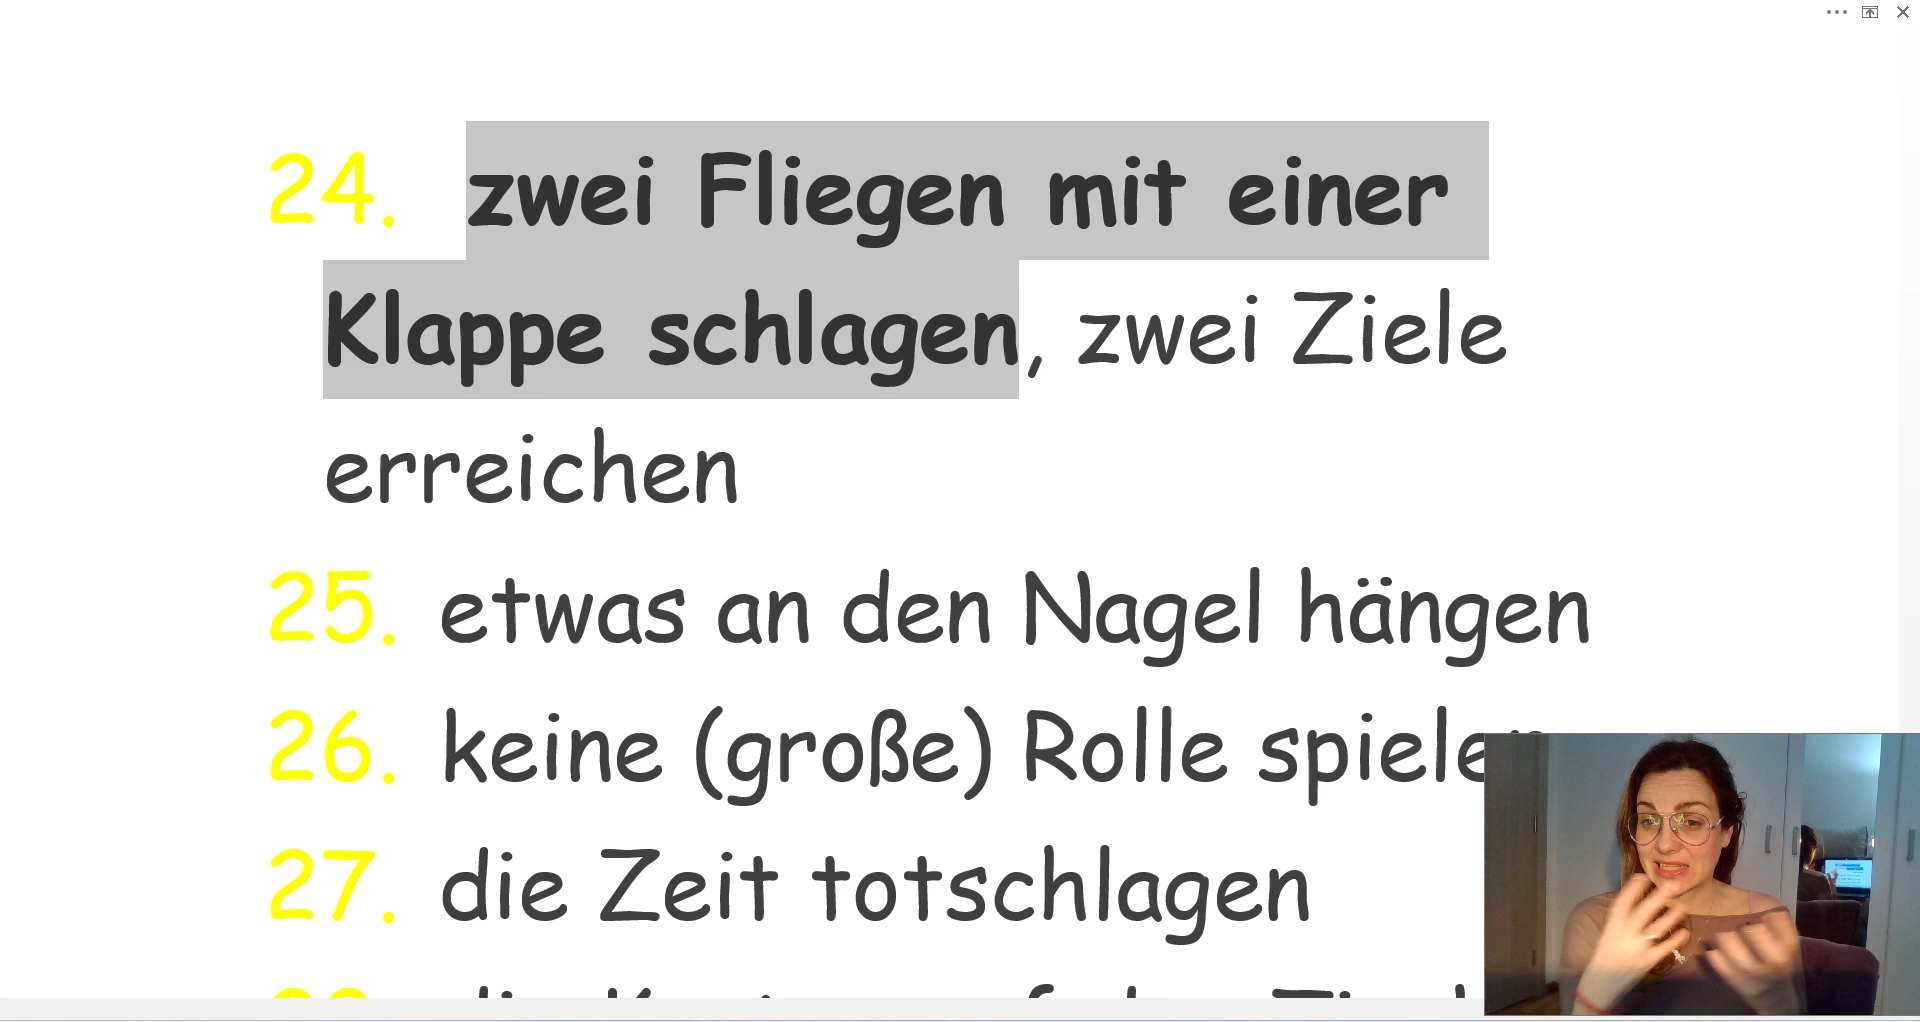 24. zwei Fliegen mit einer
Klappe schlagen, zwei Ziele
erreichen
25. etwas an den Nagel hängen
26. keine (große) Rolle
27. die Zeit totschlagen